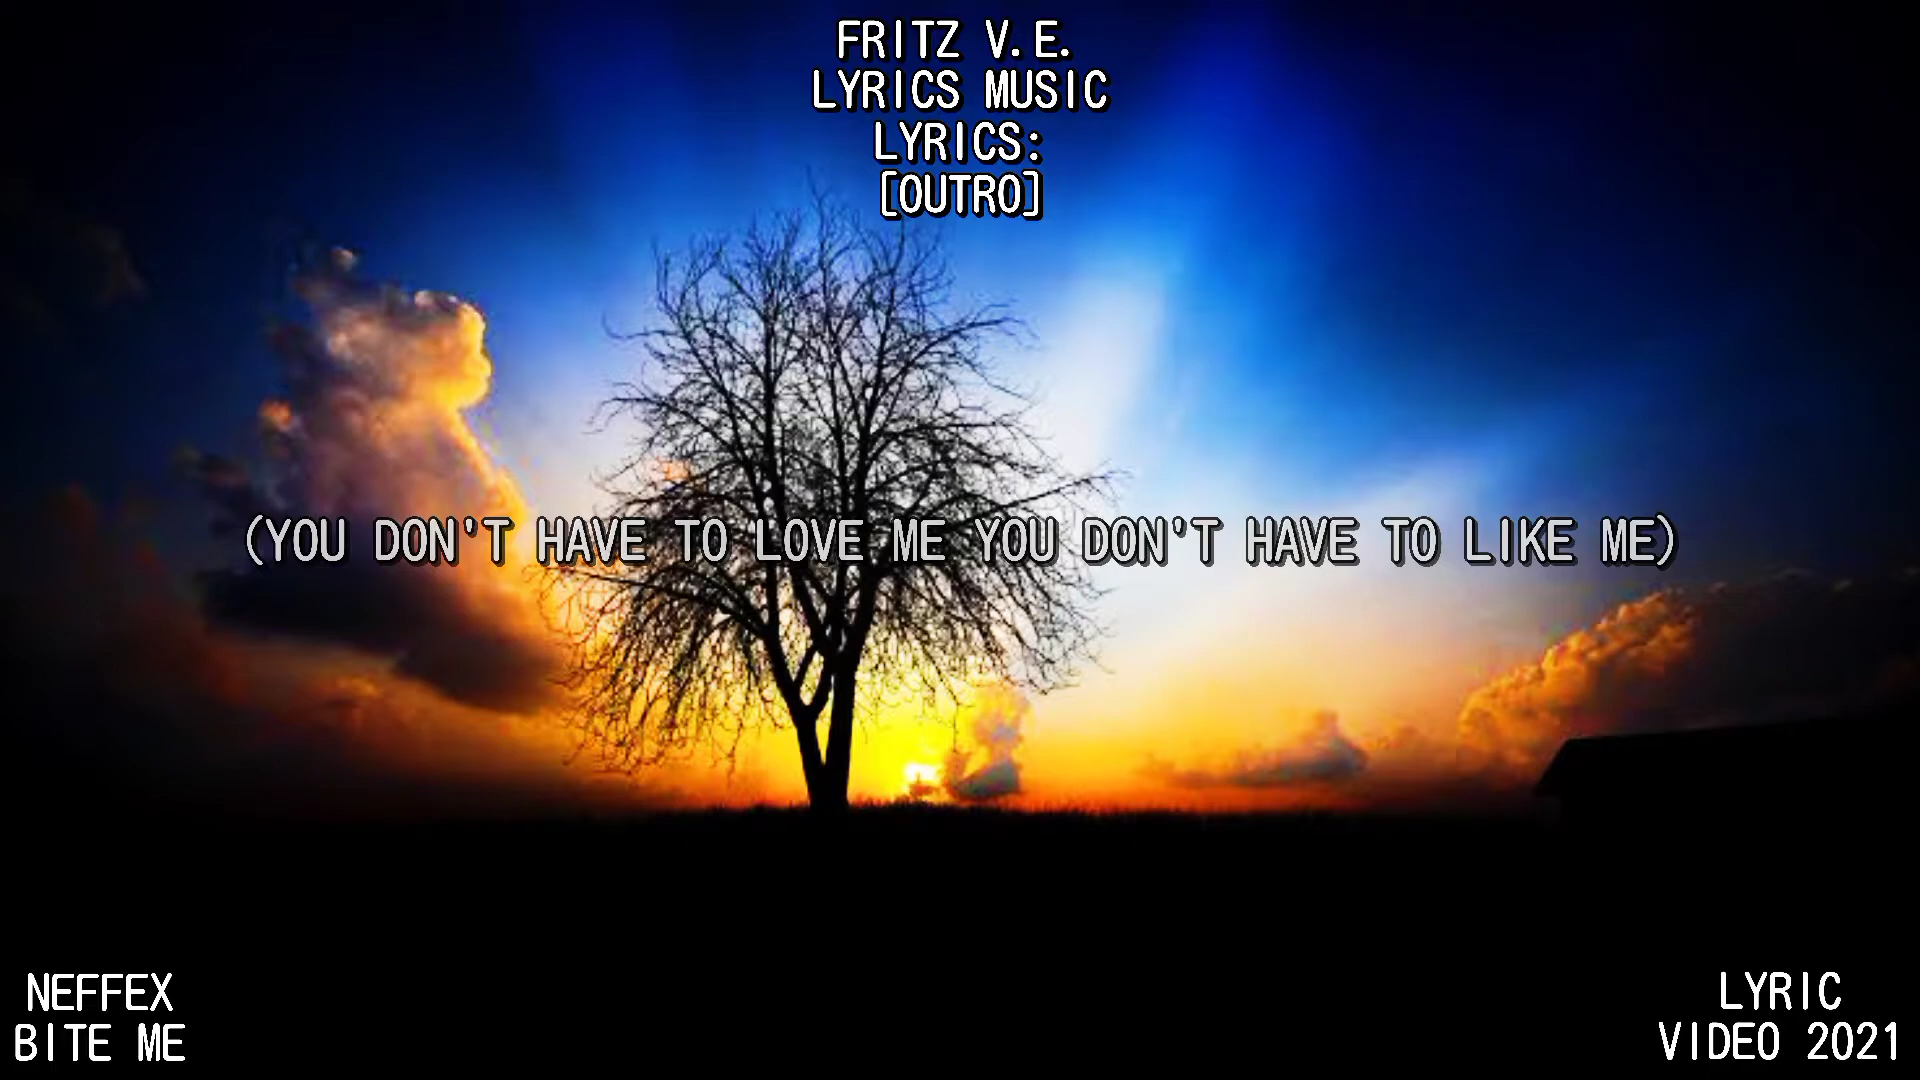 FRITZ V.E.
LYRICS MUSIC
LYRICS:
[OUTRO]
(YOU DON'T HAVE TO LOVE ME YOU DON'T HAVE TO LIKE ME)
NEFFEX
BITE ME
LYRIC
VIDEO 2021